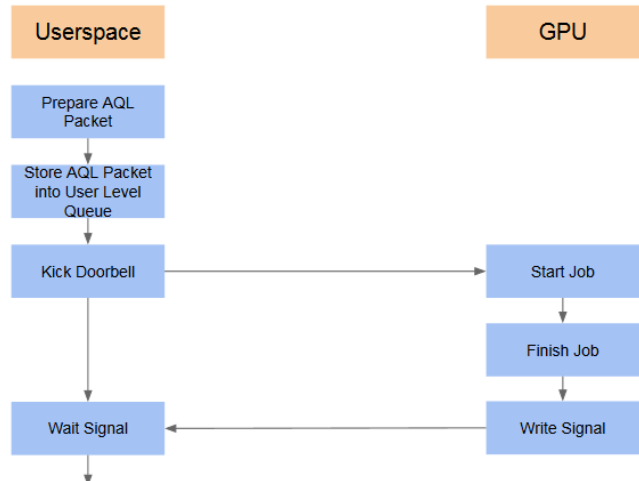 Userspace
GPU
Prepare AQL
Packet
Store AQL Packet
into User Level
Queue
Kick Doorbell
Start Job
Finish Job
Wait Signal
Write Signal